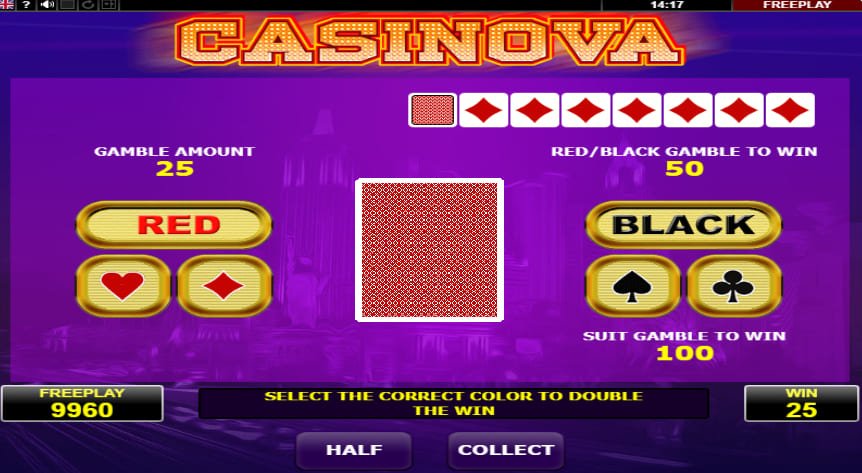 ?
14:17
FREEPLAY
CASINOVA
GAMBLE AMOUNT
25
RED/BLACK GAMBLE TO WIN
50
RED
BLACK
SUIT GAMBLE TO WIN
100
FREEPLAY
9960
SELECT THE CORRECT COLOR TO DOUBLE
THE WIN
WIN
25
HALF
COLLECT